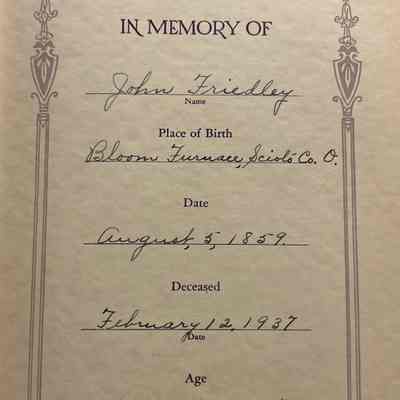 IN MEMORY OF
John Friedley
Name
Place of Birth
Bloom Furnace, Scioto Co. O.
Date
August, 5, 1859.
Deceased
February 12, 1937
Date
Age